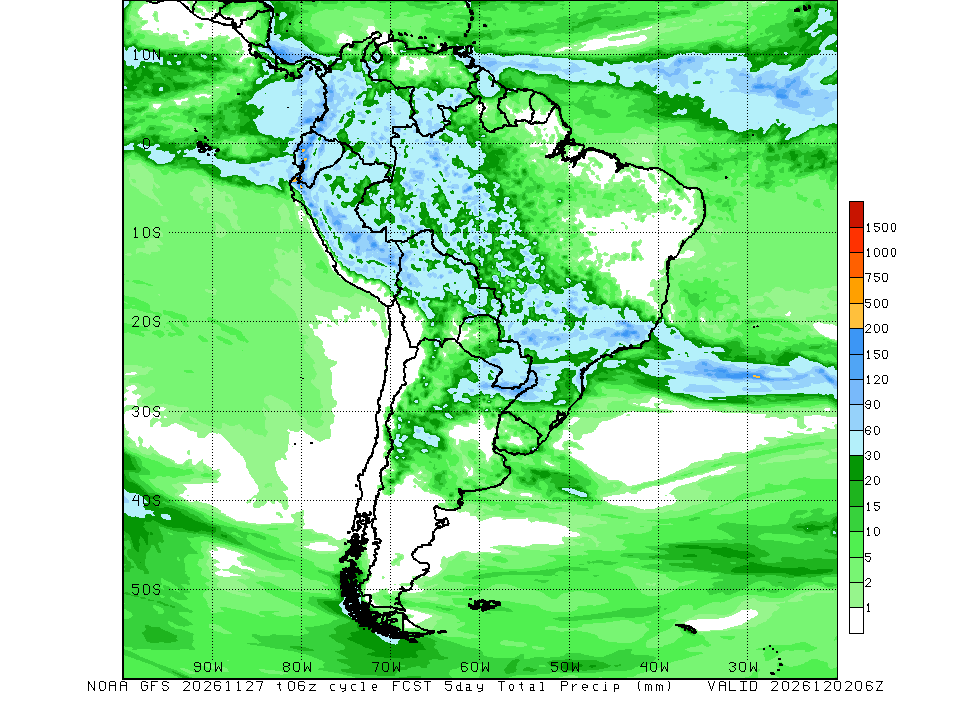 10N
0
10S
20S
30S
40S
50S
90W 80W 70W 60W 50W 40W 30W
1500
1000
750
500
200
150
120
90
60
30
20
15
10
5
2
1
NOAA GFS 20261127 t06z cycle FCST 5day Total Precip (mm) VALID 2026120206Z